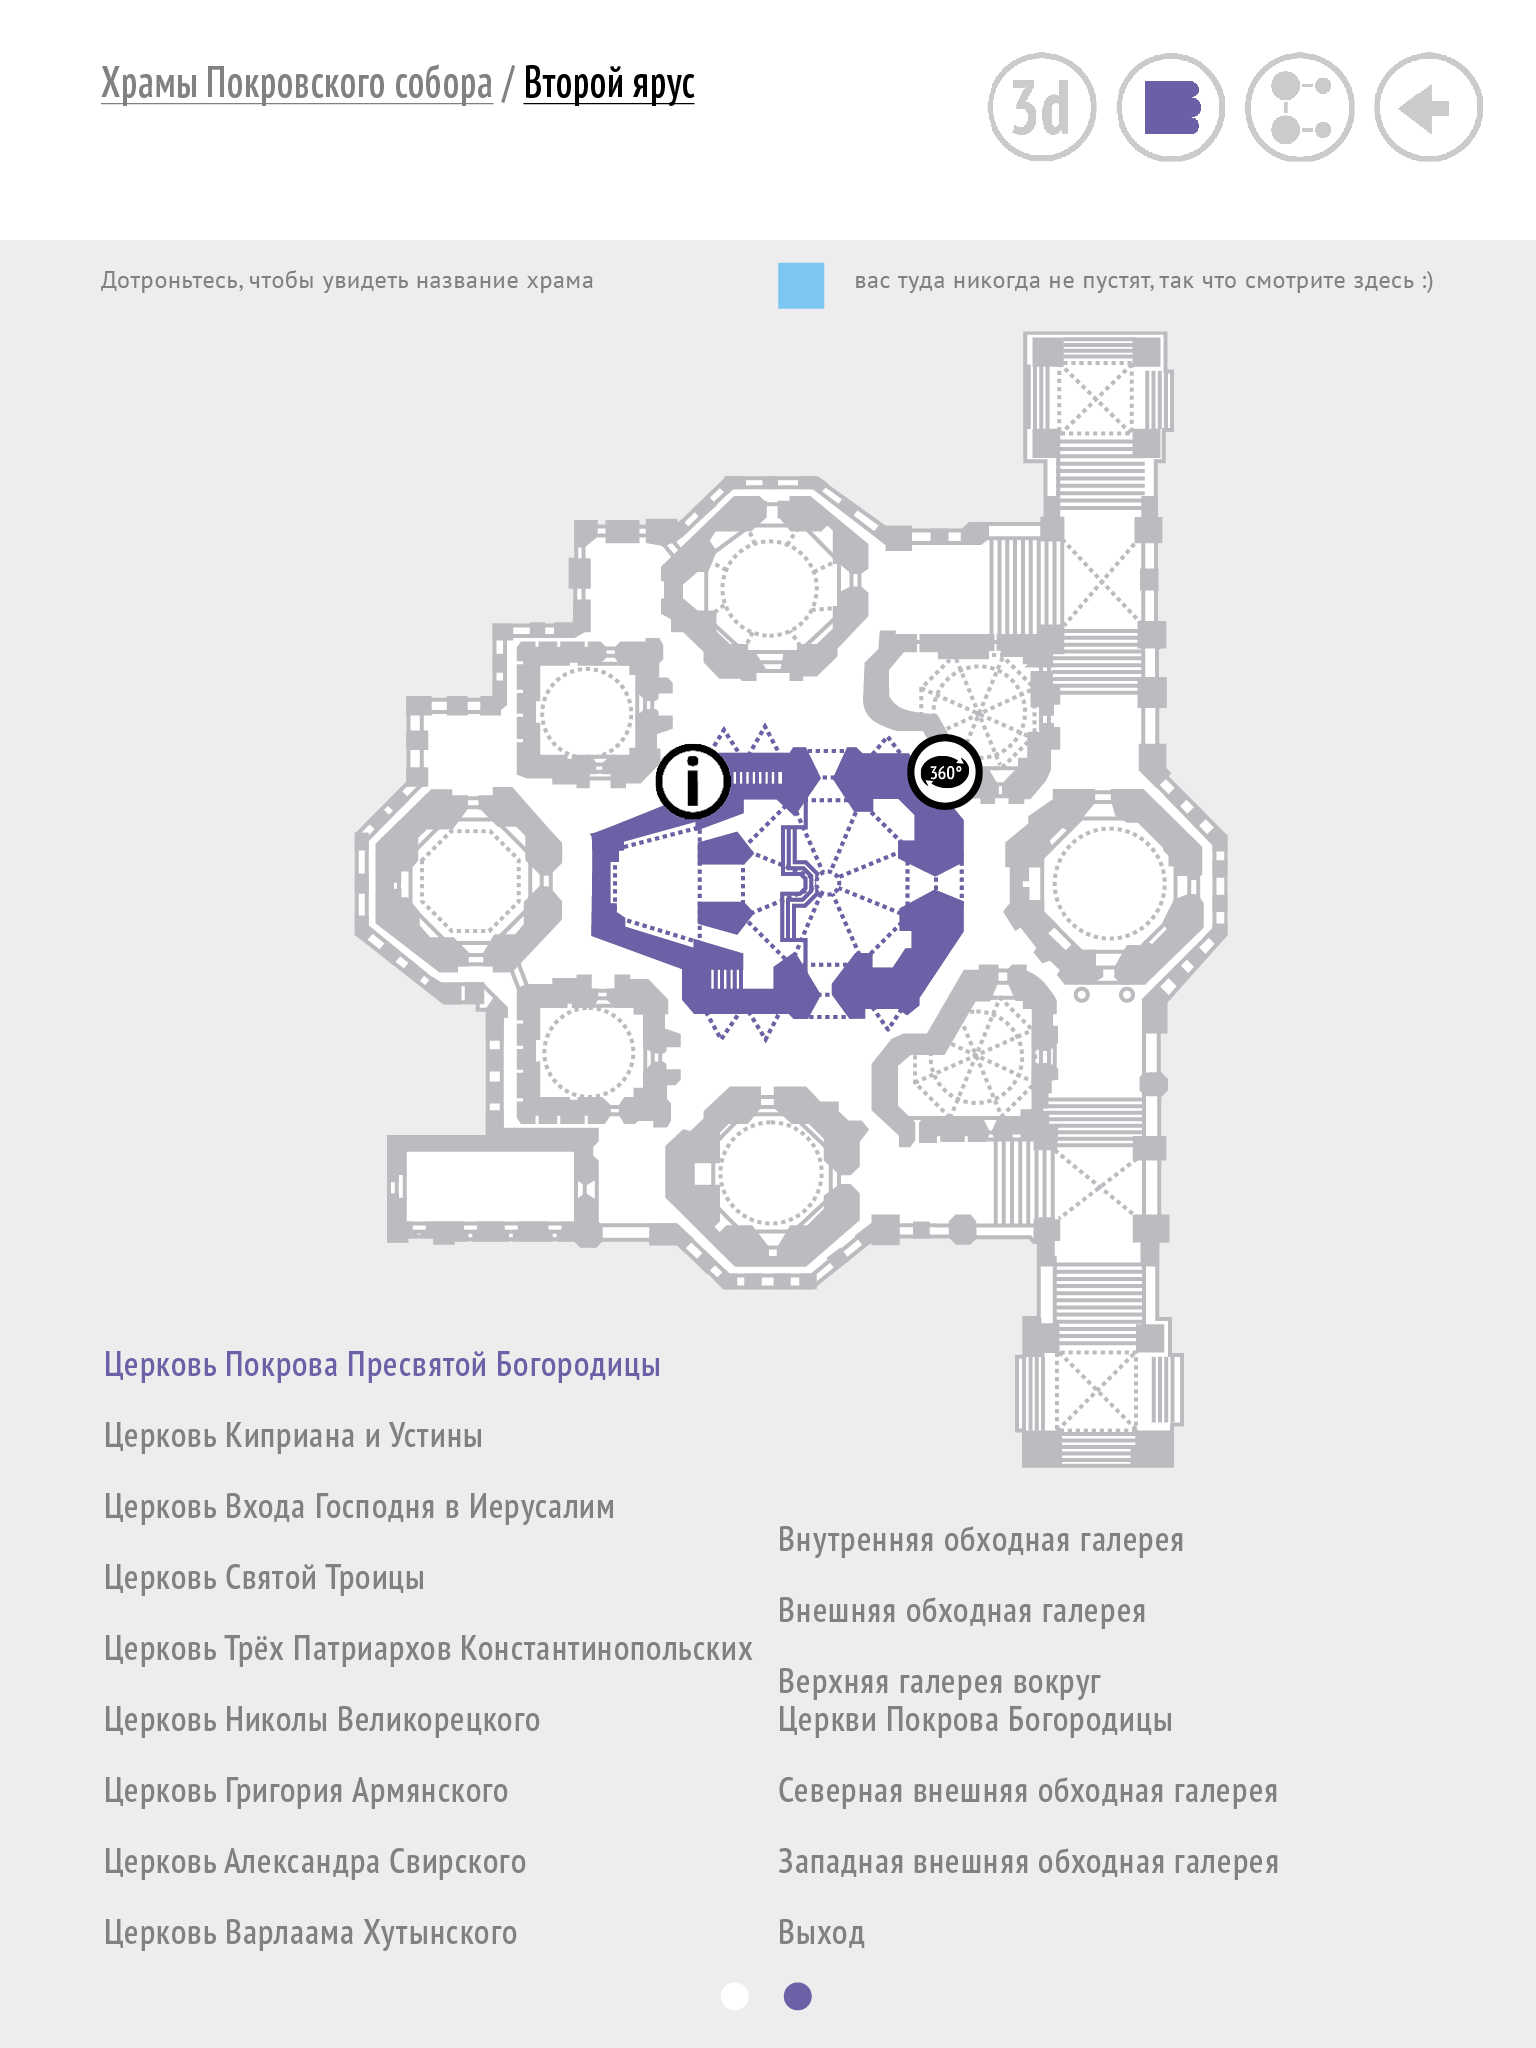 Храмы Покровского собора / Второй ярус
3d
Дотроньтесь, чтобы увидеть название храма
вас туда никогда не пустят, так что смотрите здесь :)
i
360°
Церковь Покрова Пресвятой Богородицы
Церковь Киприана и Устины
Церковь Входа Господня в Иерусалим
Церковь Святой Троицы
Церковь Трёх Патриархов Константинопольских
Церковь Николы Великорецкого
Церковь Григория Армянского
Церковь Александра Свирского
Церковь Варлаама Хутынского
Внутренняя обходная галерея
Внешняя обходная галерея
Верхняя галерея вокруг
Церкви Покрова Богородицы
Северная внешняя обходная галерея
Западная внешняя обходная галерея
Выход